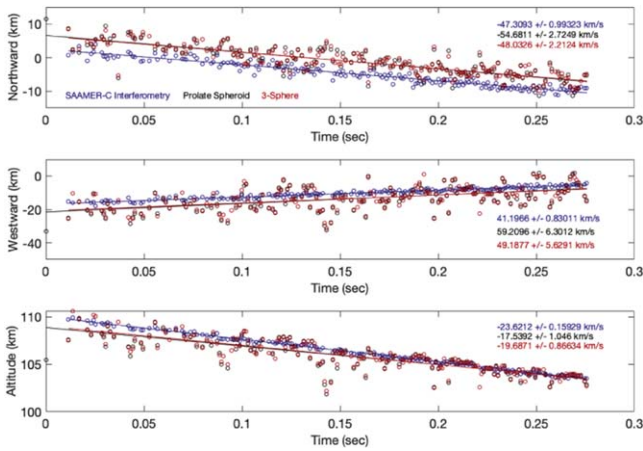 10
0
-10
Northward (km)
-47.3093 +/- 0.99323 km/s
-54.6811 +/- 2.7249 km/s
-48.0326 +/- 2.2124 km/s
SAAMER-C Interferometry Prolate Spheroid 3-Sphere
0 0.05 0.1 0.15 0.2 0.25 0.3
Time (sec)
0
-20
-40
Westward (km)
41.1966 +/- 0.83011 km/s
59.2096 +/- 6.3012 km/s
49.1877 +/- 5.6291 km/s
0 0.05 0.1 0.15 0.2 0.25 0.3
Time (sec)
110
105
100
Altitude (km)
-23.6212 +/- 0.15929 km/s
-17.5392 +/- 1.046 km/s
-19.6871 +/- 0.86634 km/s
0 0.05 0.1 0.15 0.2 0.25 0.3
Time (sec)